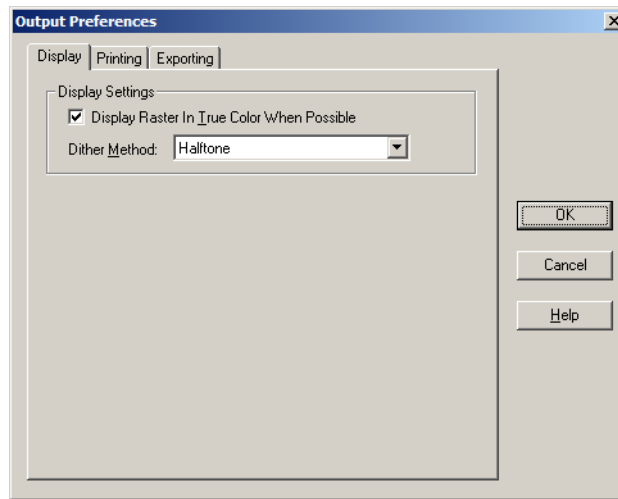 Output Preferences
Display Printing Exporting
Display Settings
Display Raster In True Color When Possible
Dither Method: Halftone
OK
Cancel
Help